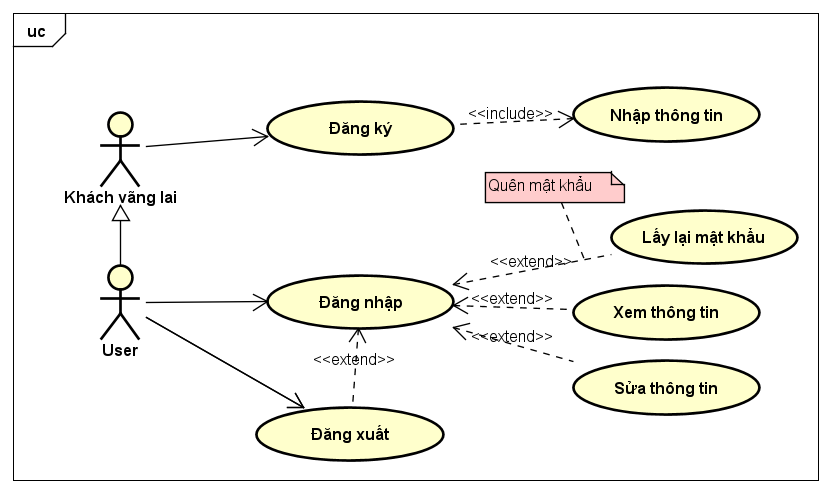 uc
Đăng ký
<<include>>
Nhập thông tin
Khách vãng lai
Quên mật khẩu
Lấy lại mật khẩu
<<extend>>
Đăng nhập
<<extend>>
Xem thông tin
<<extend>>
User
<<extend>>
Sửa thông tin
Đăng xuất